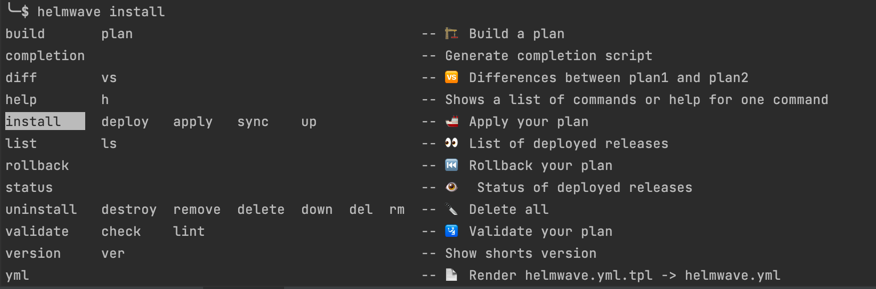 ╰─$ helmwave install
build       plan                                    -- 🏗 Build a plan
completion                                          -- Generate completion script
diff        vs                                      -- 🆚 Differences between plan1 and plan2
help        h                                       -- Shows a list of commands or help for one command
install     deploy   apply   sync    up             -- 🛥 Apply your plan
list        ls                                      -- 👀 List of deployed releases
rollback                                            -- ⏮ Rollback your plan
status                                              -- 👁  Status of deployed releases
uninstall   destroy  remove  delete  down  del  rm  -- 🔪 Delete all
validate    check    lint                           -- 🛂 Validate your plan
version     ver                                     -- Show shorts version
yml                                                 -- 📄 Render helmwave.yml.tpl -> helmwave.yml